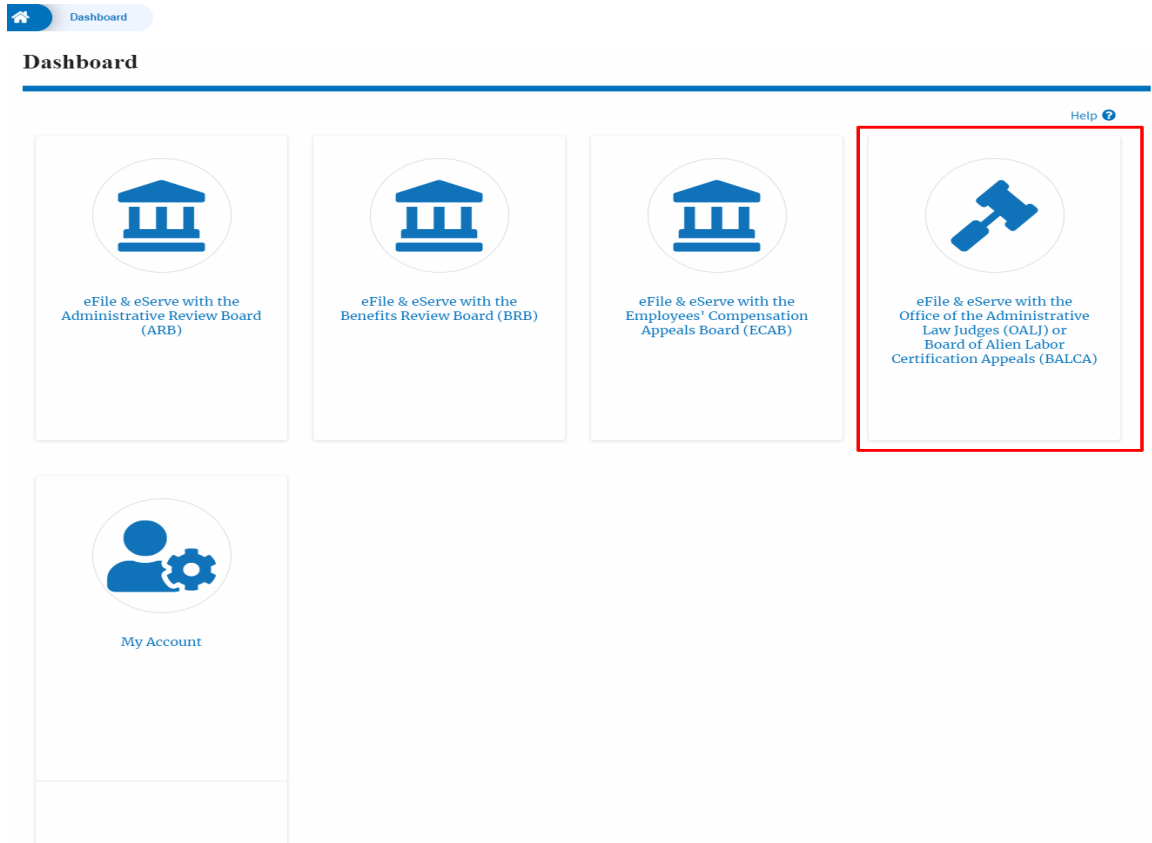 Dashboard
Dashboard
Help
eFile & eServe with the
Administrative Review Board
(ARB)
eFile & eServe with the
Benefits Review Board (BRB)
eFile & eServe with the
Employees' Compensation
Appeals Board (ECAB)
eFile & eServe with the
Office of the Administrative
Law Judges (OALJ) or
Board of Alien Labor
Certification Appeals (BALCA)
My Account